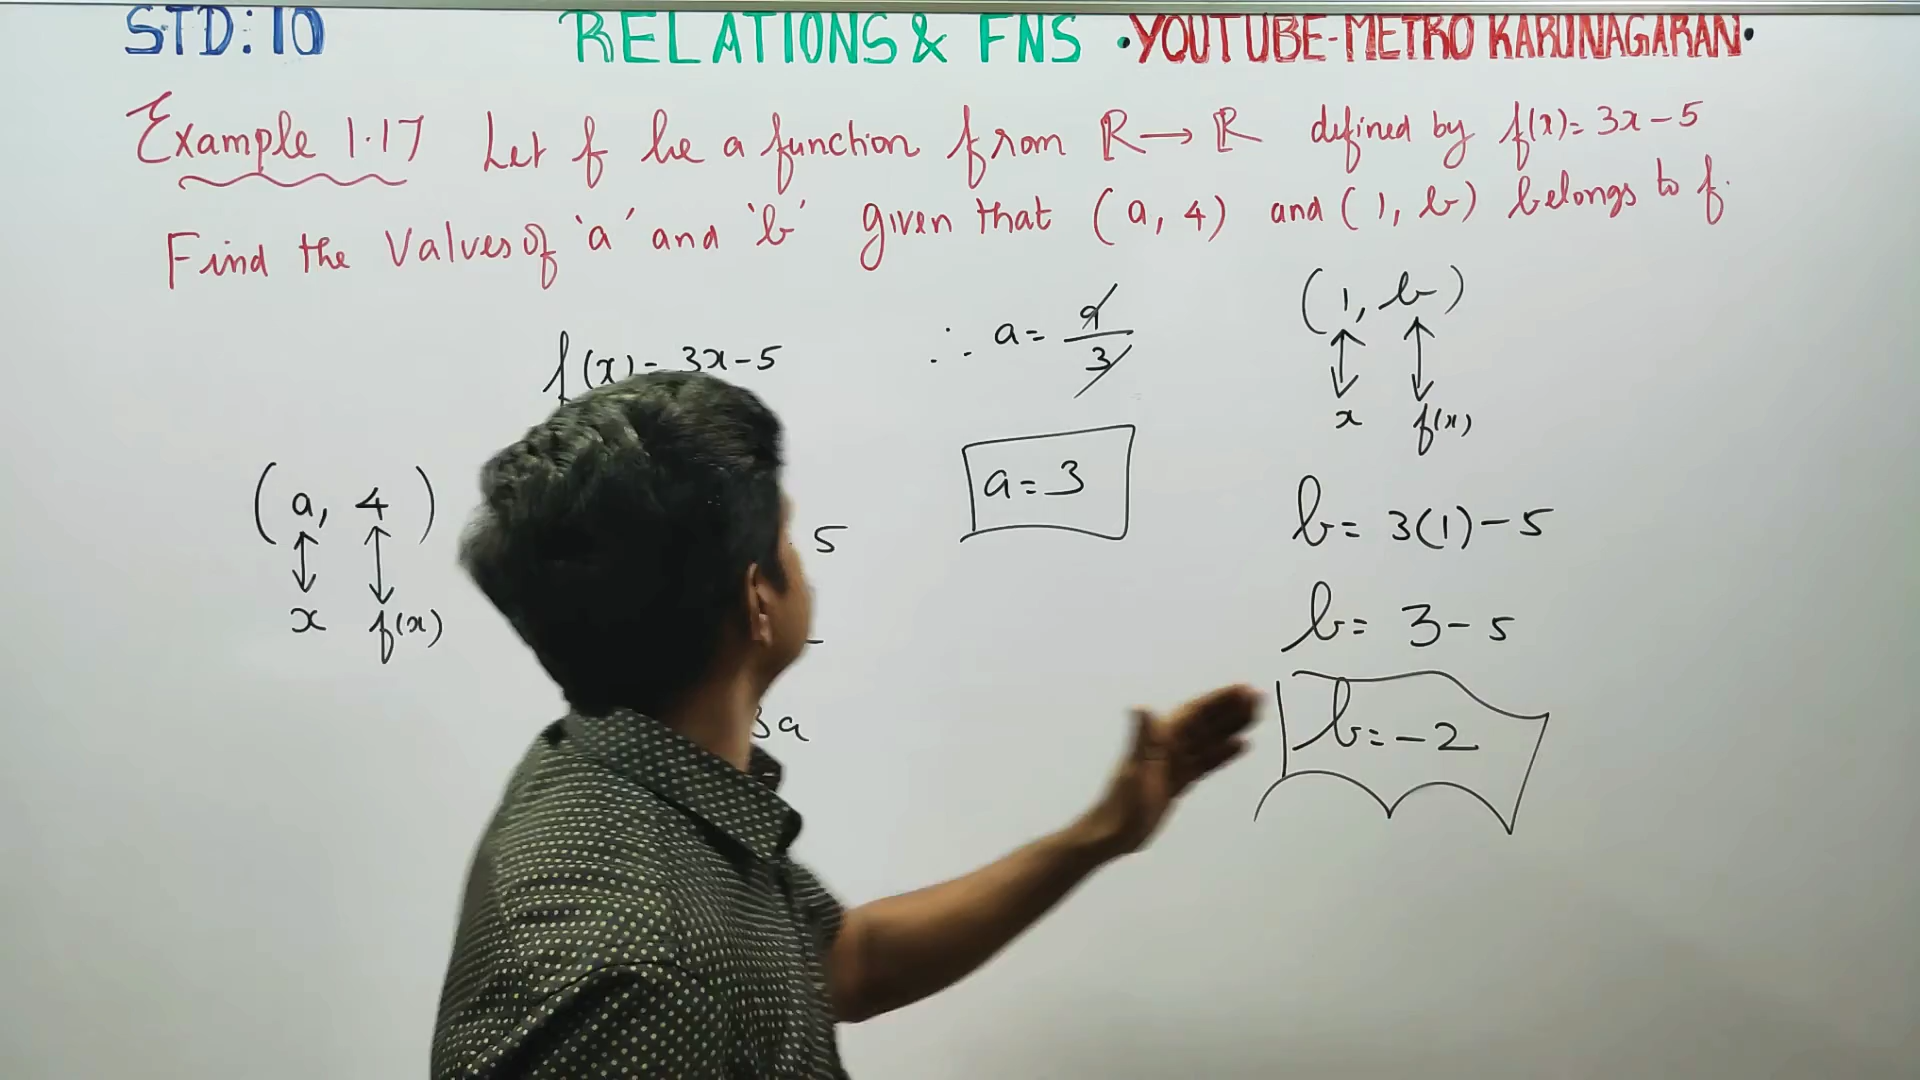 STD: 10 RELATIONS & FNS • YOUTUBE-METRO KARUNAGARAN •
Example 1.17 Let f be a function from ℝ → ℝ defined by f(x) = 3x - 5
Find the Values of 'a' and 'b' given that (a, 4) and (1, b) belongs to f.
f(x) = 3x - 5
(a, 4)
x f(x)
5
3a
∴ a = 9/3
a = 3
(1, b)
x f(x)
b = 3(1) - 5
b = 3 - 5
b = -2